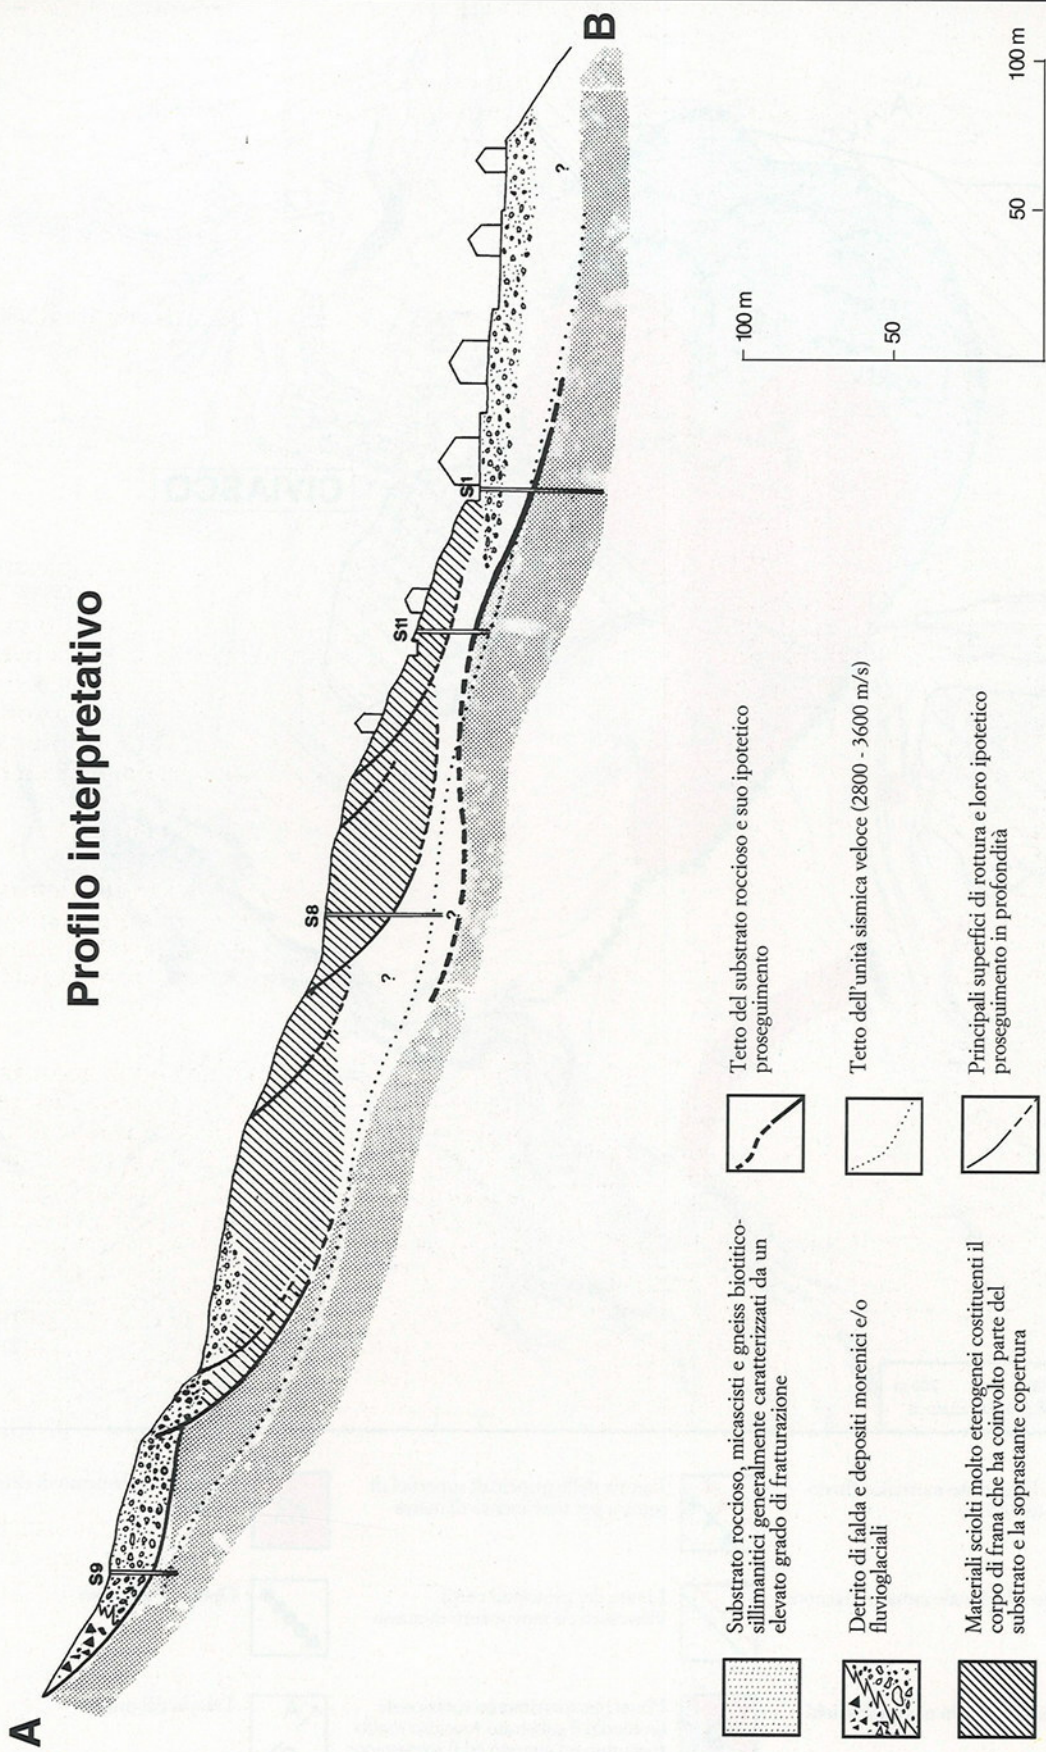 Profilo interpretativo
A
B
S9
S8
S11
S1
?
?
?
100 m
50
50
100 m
Substrato roccioso, micascisti e gneiss biotitico-
sillimanitici generalmente caratterizzati da un
elevato grado di fratturazione
Detrito di falda e depositi morenici e/o
fluvioglaciali
Materiali sciolti molto eterogenei costituenti il
corpo di frana che ha coinvolto parte del
substrato e la soprastante copertura
Tetto del substrato roccioso e suo ipotetico
proseguimento
Tetto dell'unità sismica veloce (2800 - 3600 m/s)
Principali superfici di rottura e loro ipotetico
proseguimento in profondità
CIVIASCO